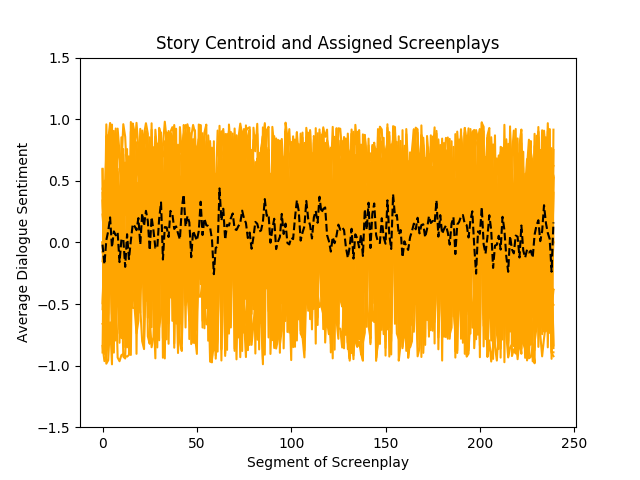 Story Centroid and Assigned Screenplays
1.5
1.0
0.5
0.0
−0.5
−1.0
−1.5
Average Dialogue Sentiment
0 50 100 150 200 250
Segment of Screenplay